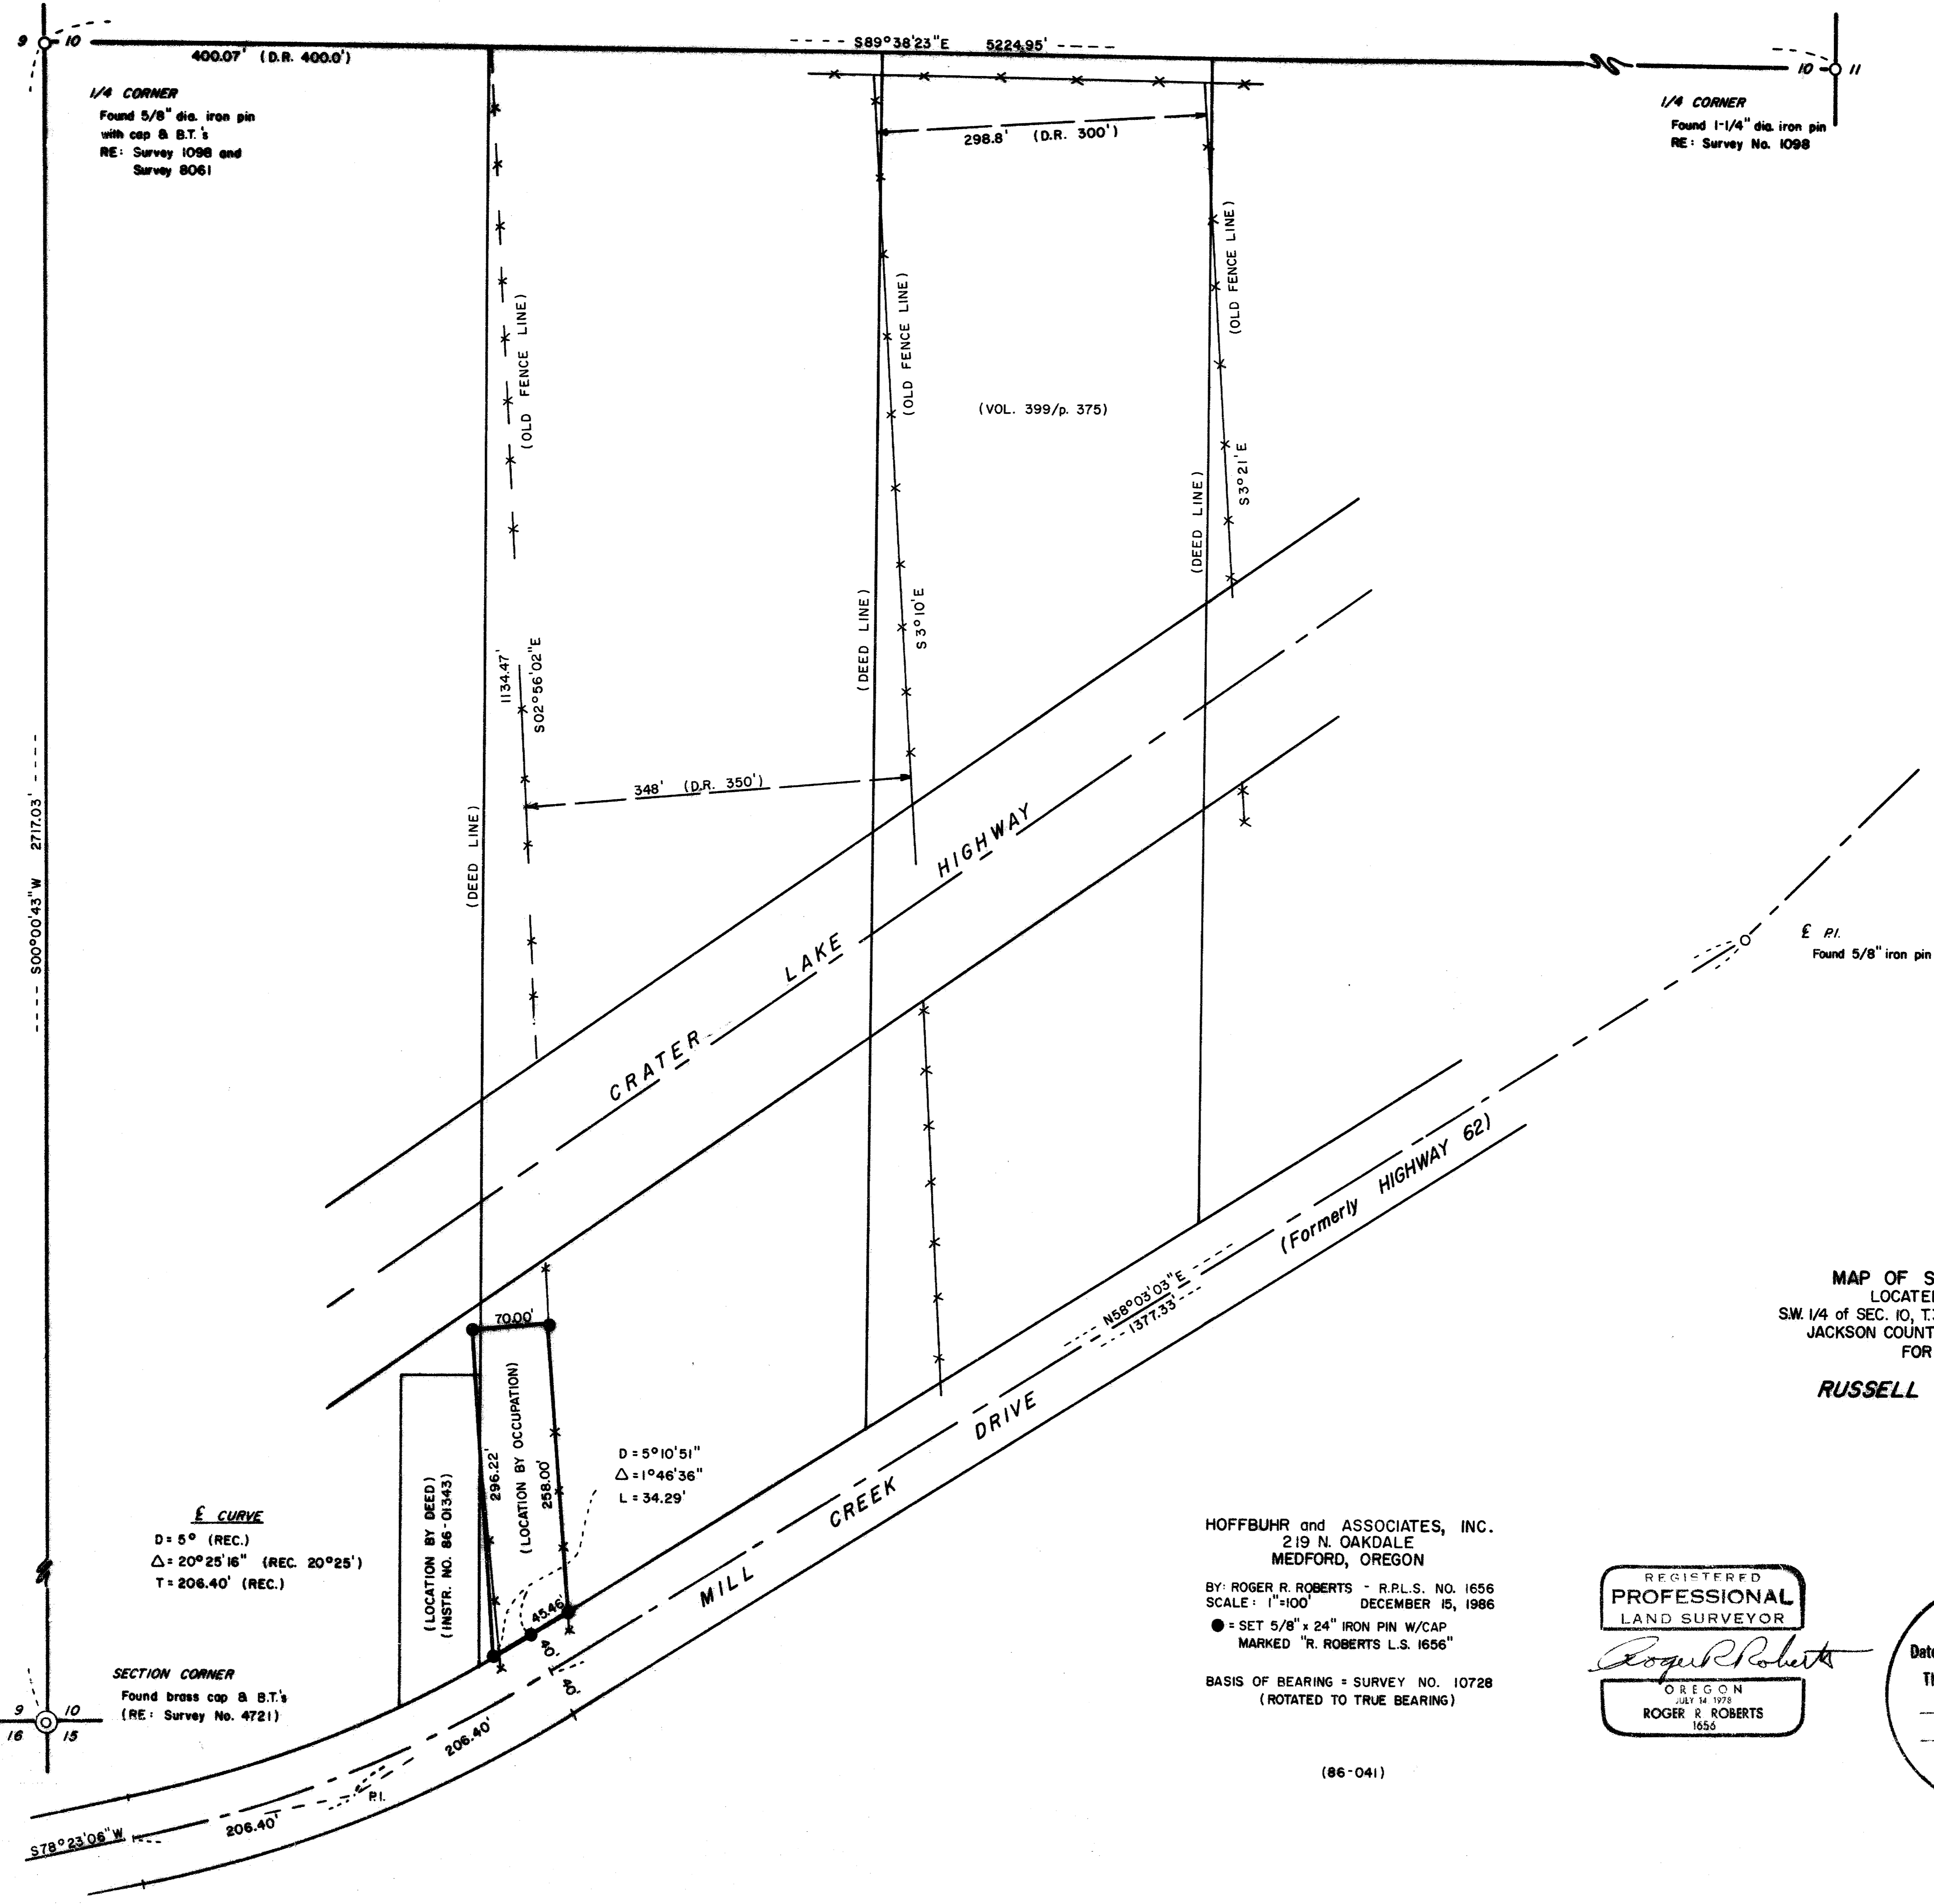 9 10
400.07' (D.R. 400.0')
S89°38'23"E 5224.95'
10 11
1/4 CORNER
Found 5/8" dia. iron pin
with cap & B.T.'s
RE: Survey 1098 and
Survey 8061
298.8' (D.R. 300')
1/4 CORNER
Found 1-1/4" dia. iron pin
RE: Survey No. 1098
(OLD FENCE LINE)
(OLD FENCE LINE)
(OLD FENCE LINE)
(VOL. 399/p. 375)
S3°21'E
(DEED LINE)
S3°10'E
(DEED LINE)
1134.47'
S02°56'02"E
348' (D.R. 350')
(DEED LINE)
S00°00'43"W 2717.03'
CRATER LAKE HIGHWAY
℄ P.I.
Found 5/8" iron pin
(Formerly HIGHWAY 62)
N58°03'03"E
1377.33'
MAP OF S
LOCATE
S.W. 1/4 of SEC. 10, T.
JACKSON COUNT
FOR
RUSSELL
70.00'
296.22'
(LOCATION BY OCCUPATION)
258.00'
(LOCATION BY DEED)
(INSTR. NO. 86-01343)
D = 5°10'51"
Δ = 1°46'36"
L = 34.29'
℄ CURVE
D = 5° (REC.)
Δ = 20°25'16" (REC. 20°25')
T = 206.40' (REC.)
45.46'
40'
40'
MILL CREEK DRIVE
HOFFBUHR and ASSOCIATES, INC.
219 N. OAKDALE
MEDFORD, OREGON
BY: ROGER R. ROBERTS - R.P.L.S. NO. 1656
SCALE: 1"=100' DECEMBER 15, 1986
● = SET 5/8" x 24" IRON PIN W/CAP
MARKED "R. ROBERTS L.S. 1656"
BASIS OF BEARING = SURVEY NO. 10728
(ROTATED TO TRUE BEARING)
(86-041)
REGISTERED
PROFESSIONAL
LAND SURVEYOR
Roger R Roberts
OREGON
JULY 14, 1978
ROGER R. ROBERTS
1656
Date
Th
SECTION CORNER
Found brass cap & B.T.'s
(RE: Survey No. 4721)
9 10
16 15
206.40'
P.I.
206.40'
S78°23'06"W